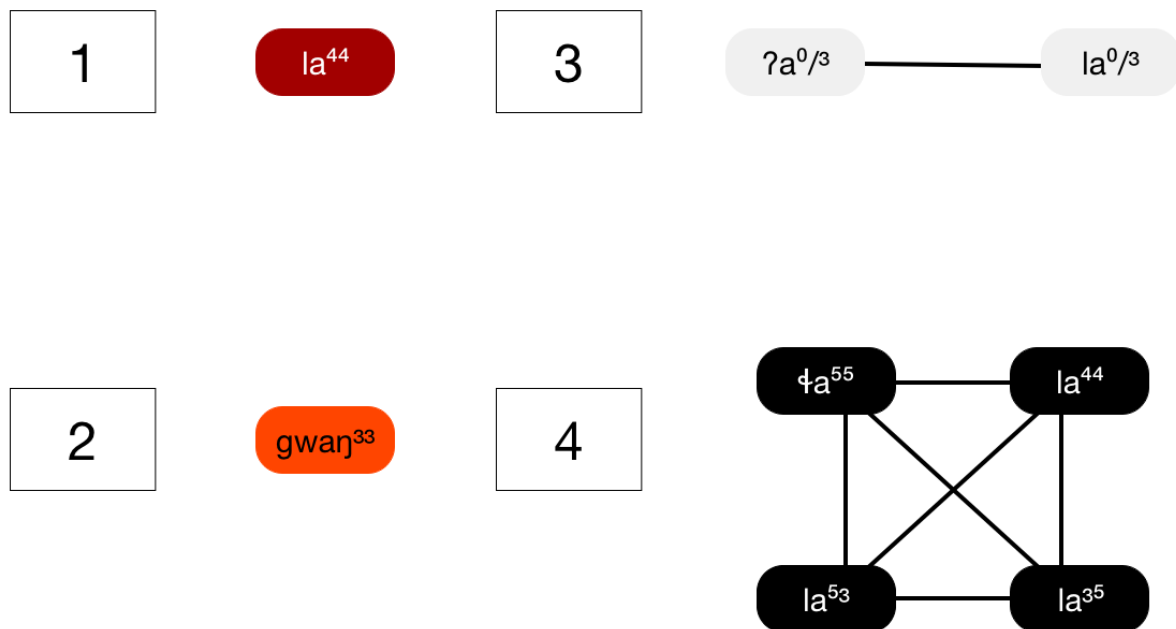 1 la⁴⁴ 3 ʔa⁰/³ la⁰/³
ɬa⁵⁵ la⁴⁴
2 gwaŋ³³ 4
la⁵³ la³⁵